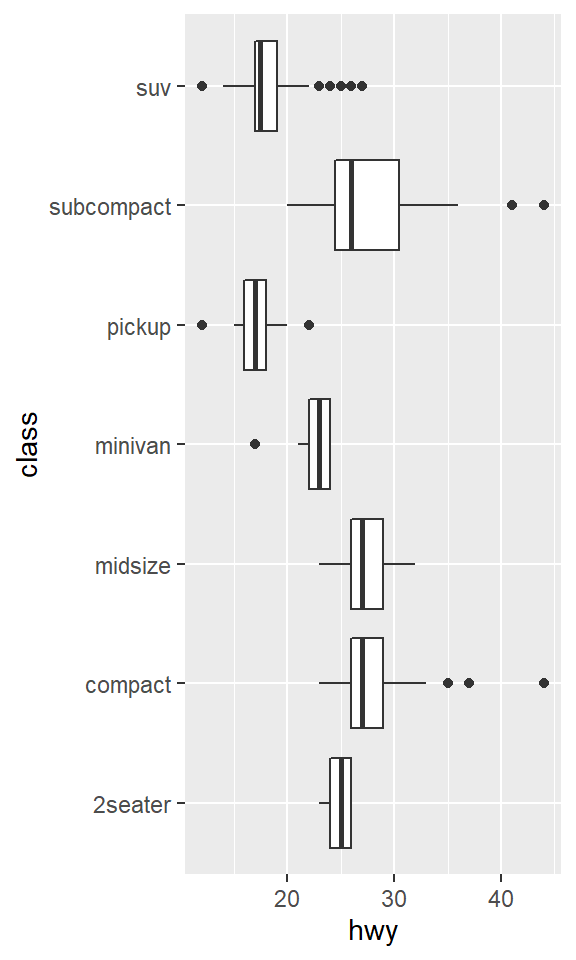 suv
subcompact
pickup
minivan
midsize
compact
2seater
class
20 30 40
hwy